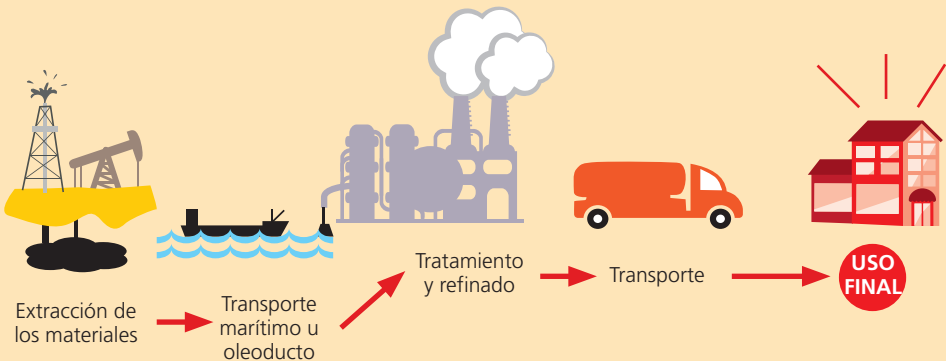 Extracción de
los materiales
Transporte
marítimo u
oleoducto
Tratamiento
y refinado
Transporte
USO
FINAL